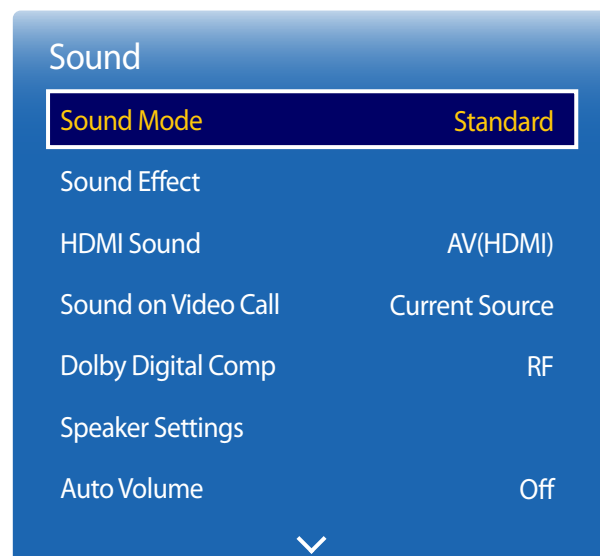 Sound
Sound Mode Standard
Sound Effect
HDMI Sound AV(HDMI)
Sound on Video Call Current Source
Dolby Digital Comp RF
Speaker Settings
Auto Volume Off